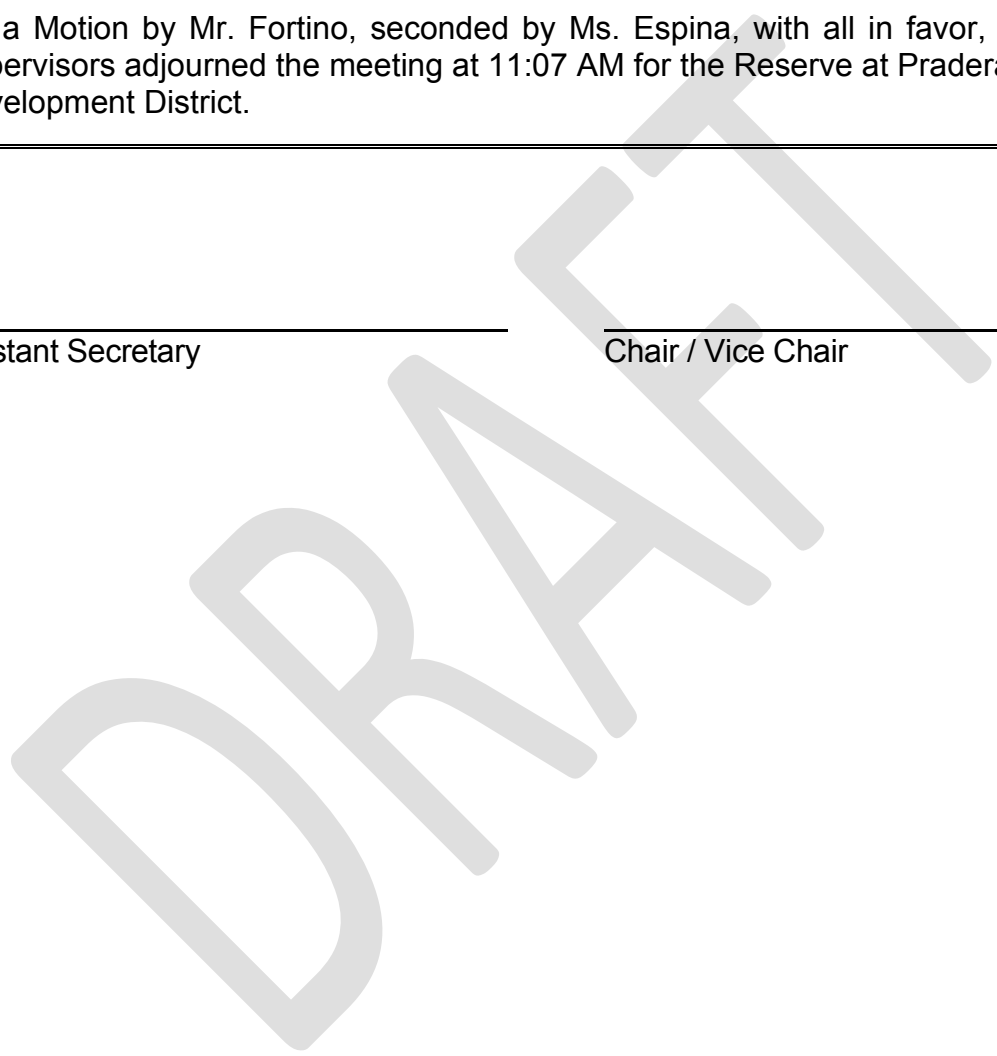 a Motion by Mr. Fortino, seconded by Ms. Espina, with all in favor,
pervisors adjourned the meeting at 11:07 AM for the Reserve at Pradera
velopment District.
stant Secretary
Chair / Vice Chair
DRAFT